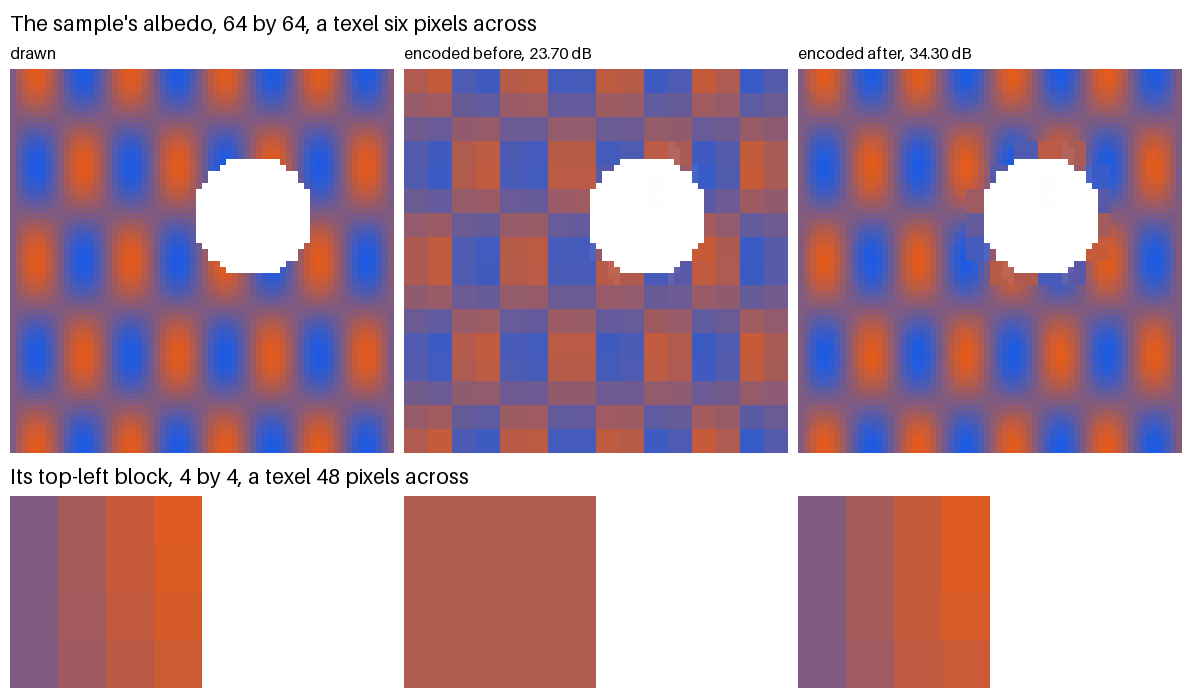 The sample's albedo, 64 by 64, a texel six pixels across
drawn
encoded before, 23.70 dB
encoded after, 34.30 dB
Its top-left block, 4 by 4, a texel 48 pixels across